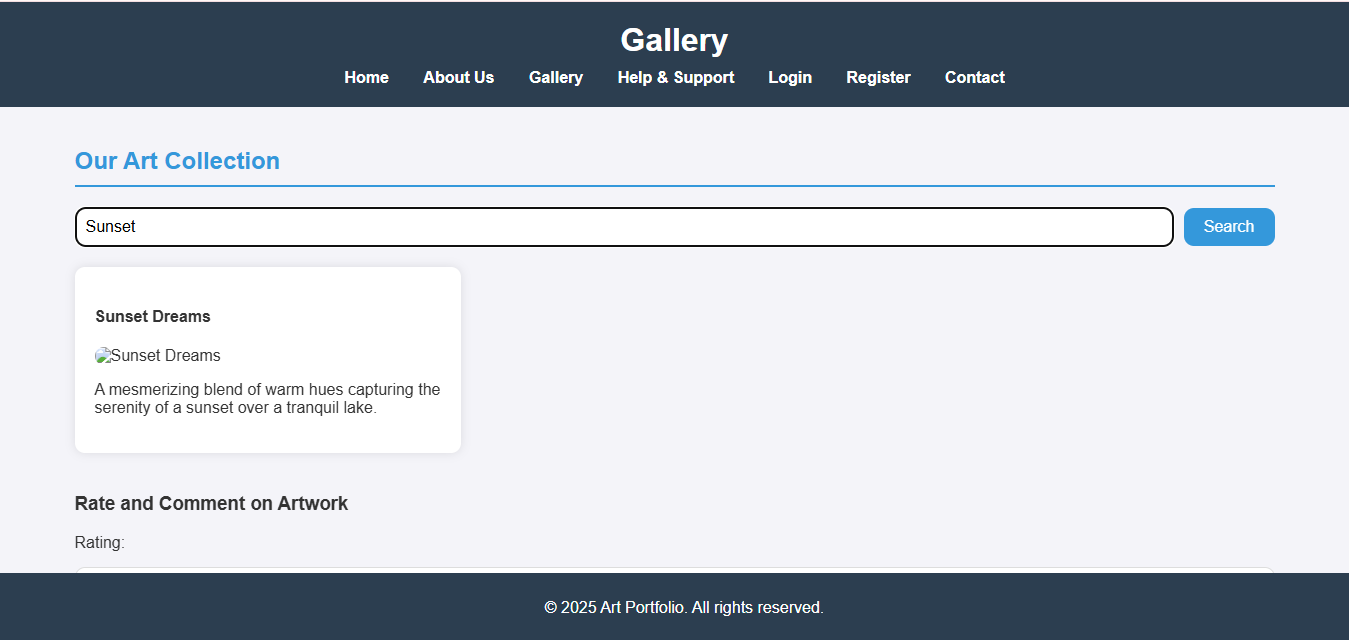 Gallery
Home About Us Gallery Help & Support Login Register Contact
Our Art Collection
Sunset Search
Sunset Dreams
Sunset Dreams
A mesmerizing blend of warm hues capturing the
serenity of a sunset over a tranquil lake.
Rate and Comment on Artwork
Rating:
© 2025 Art Portfolio. All rights reserved.